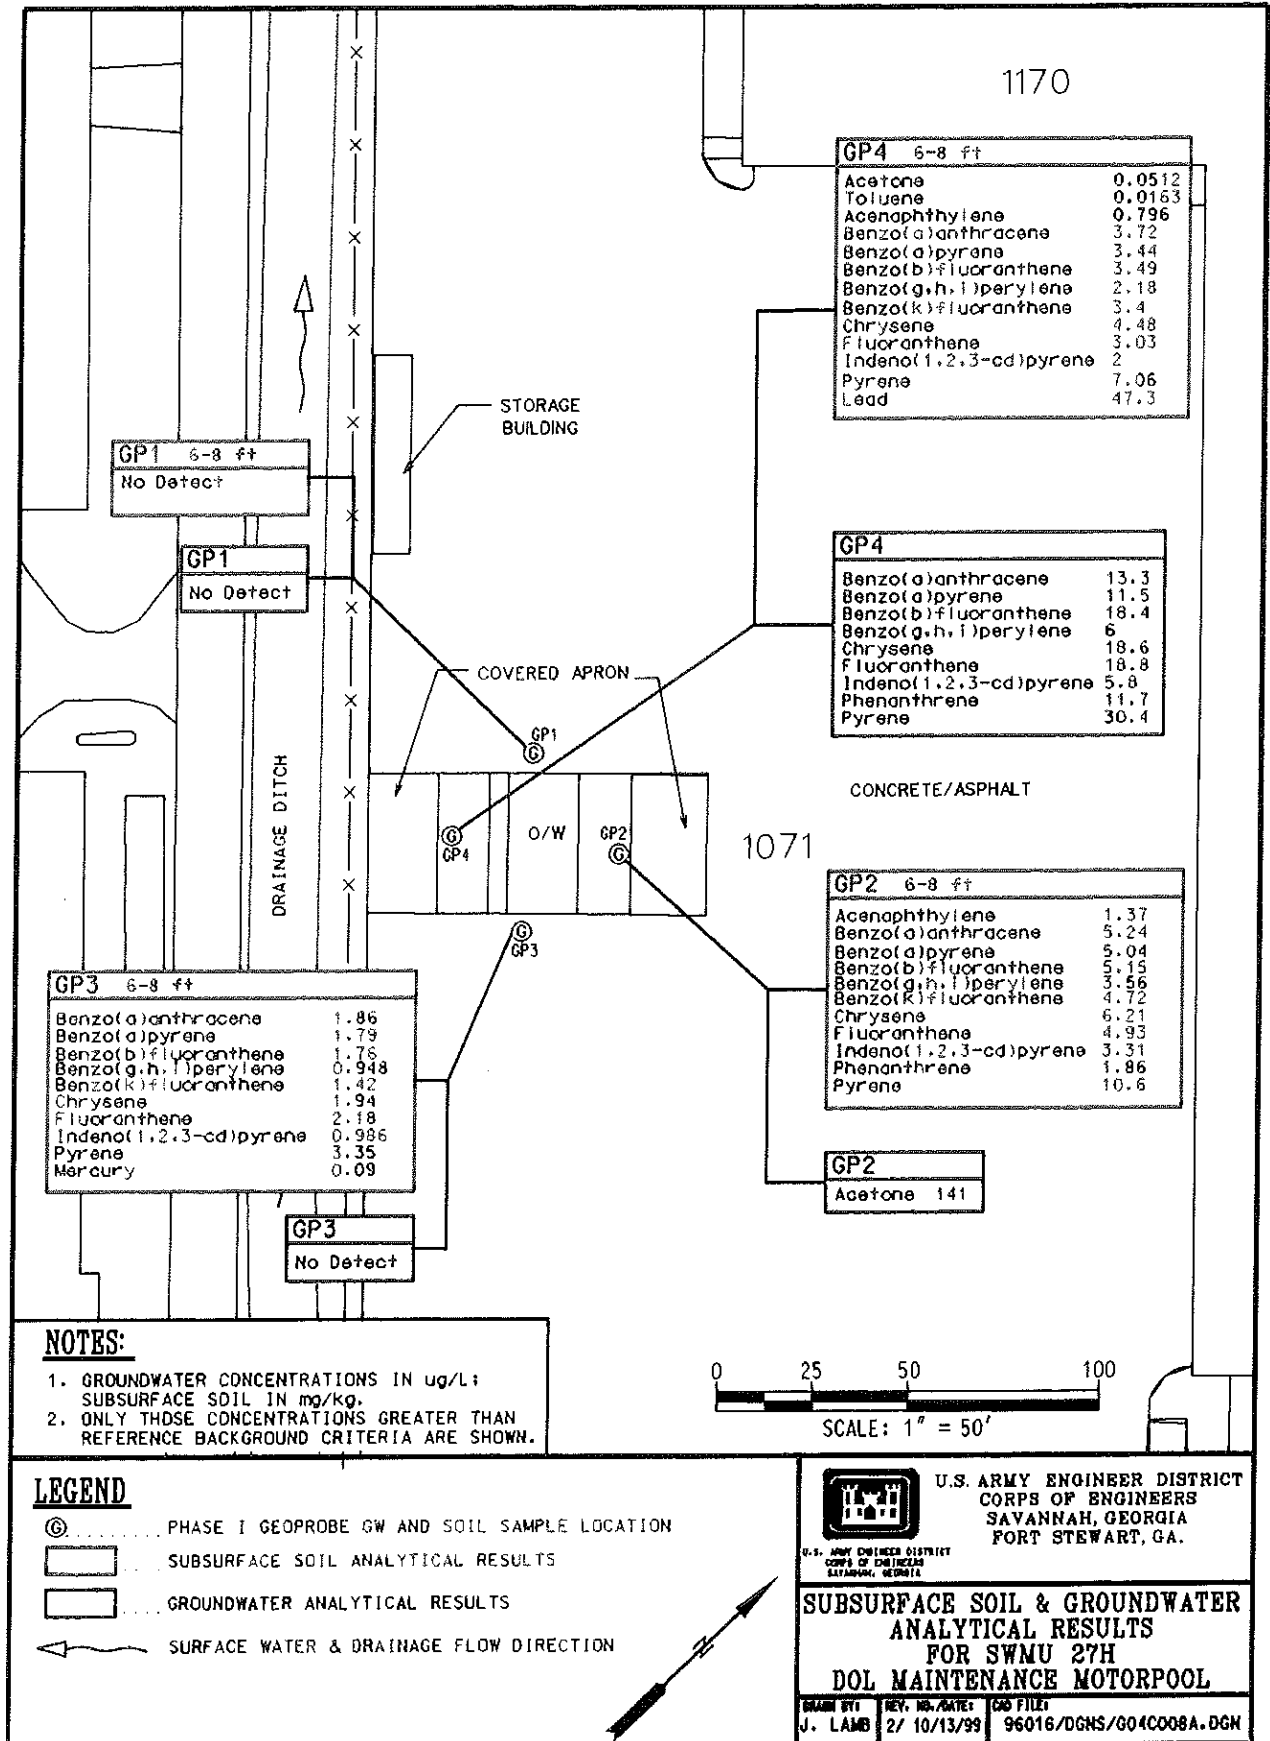 1170
GP4 6-8 ft
Acetone 0.0512
Toluene 0.0163
Acenaphthylene 0.796
Benzo(a)anthracene 3.72
Benzo(a)pyrene 3.44
Benzo(b)fluoranthene 3.49
Benzo(g,h,i)perylene 2.18
Benzo(k)fluoranthene 3.4
Chrysene 4.48
Fluoranthene 3.03
Indeno(1,2,3-cd)pyrene 2
Pyrene 7.06
Lead 47.3
STORAGE
BUILDING
GP1 6-8 ft
No Detect
GP1
No Detect
GP4
Benzo(a)anthracene 13.3
Benzo(a)pyrene 11.5
Benzo(b)fluoranthene 18.4
Benzo(g,h,i)perylene 6
Chrysene 18.6
Fluoranthene 18.8
Indeno(1,2,3-cd)pyrene 5.8
Phenanthrene 11.7
Pyrene 30.4
COVERED APRON
GP1
G
CONCRETE/ASPHALT
DRAINAGE DITCH
G
GP4
O/W
GP2
G
1071
G
GP3
GP2 6-8 ft
Acenaphthylene 1.37
Benzo(a)anthracene 5.24
Benzo(a)pyrene 5.04
Benzo(b)fluoranthene 5.15
Benzo(g,h,i)perylene 3.56
Benzo(k)fluoranthene 4.72
Chrysene 6.21
Fluoranthene 4.93
Indeno(1,2,3-cd)pyrene 3.31
Phenanthrene 1.86
Pyrene 10.6
GP3 6-8 ft
Benzo(a)anthracene 1.86
Benzo(a)pyrene 1.79
Benzo(b)fluoranthene 1.76
Benzo(g,h,i)perylene 0.948
Benzo(k)fluoranthene 1.42
Chrysene 1.94
Fluoranthene 2.18
Indeno(1,2,3-cd)pyrene 0.986
Pyrene 3.35
Mercury 0.09
GP2
Acetone 141
GP3
No Detect
NOTES:
1. GROUNDWATER CONCENTRATIONS IN ug/L;
SUBSURFACE SOIL IN mg/kg.
2. ONLY THOSE CONCENTRATIONS GREATER THAN
REFERENCE BACKGROUND CRITERIA ARE SHOWN.
0 25 50 100
SCALE: 1" = 50'
LEGEND
G ........ PHASE I GEOPROBE GW AND SOIL SAMPLE LOCATION
.... SUBSURFACE SOIL ANALYTICAL RESULTS
.... GROUNDWATER ANALYTICAL RESULTS
SURFACE WATER & DRAINAGE FLOW DIRECTION
N
U.S. ARMY ENGINEER DISTRICT
CORPS OF ENGINEERS
SAVANNAH, GEORGIA
U.S. ARMY ENGINEER DISTRICT
CORPS OF ENGINEERS
SAVANNAH, GEORGIA
FORT STEWART, GA.
SUBSURFACE SOIL & GROUNDWATER
ANALYTICAL RESULTS
FOR SWMU 27H
DOL MAINTENANCE MOTORPOOL
DRAWN BY: REV. NO./DATE: CAD FILE:
J. LAMB 2/ 10/13/99 96016/DGNS/G04C008A.DGN